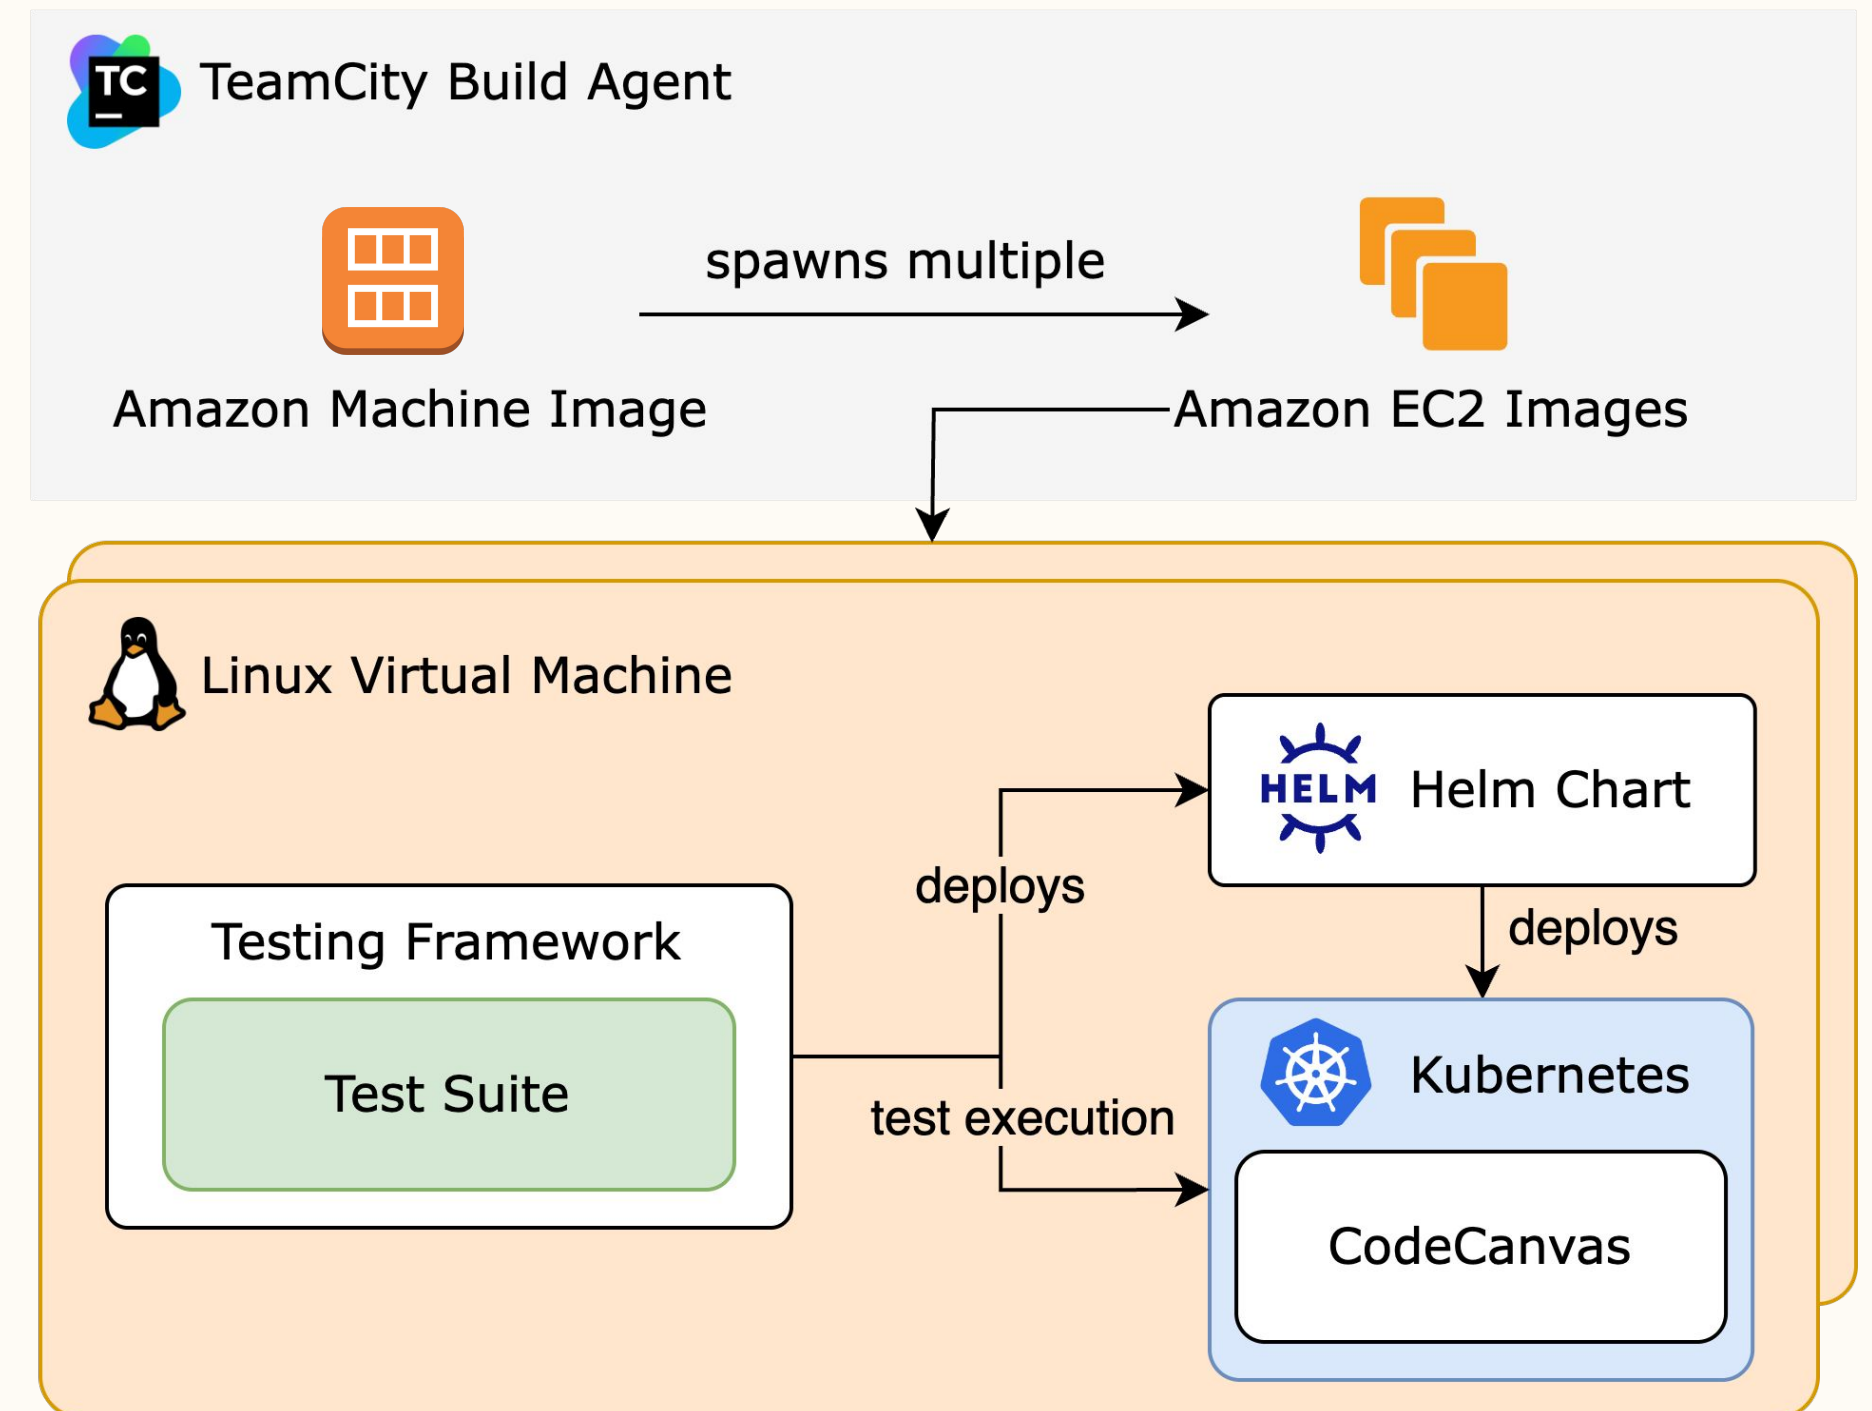 TC
TeamCity Build Agent
spawns multiple
Amazon Machine Image
Amazon EC2 Images
Linux Virtual Machine
HELM
Helm Chart
deploys
deploys
Testing Framework
Test Suite
test execution
Kubernetes
CodeCanvas